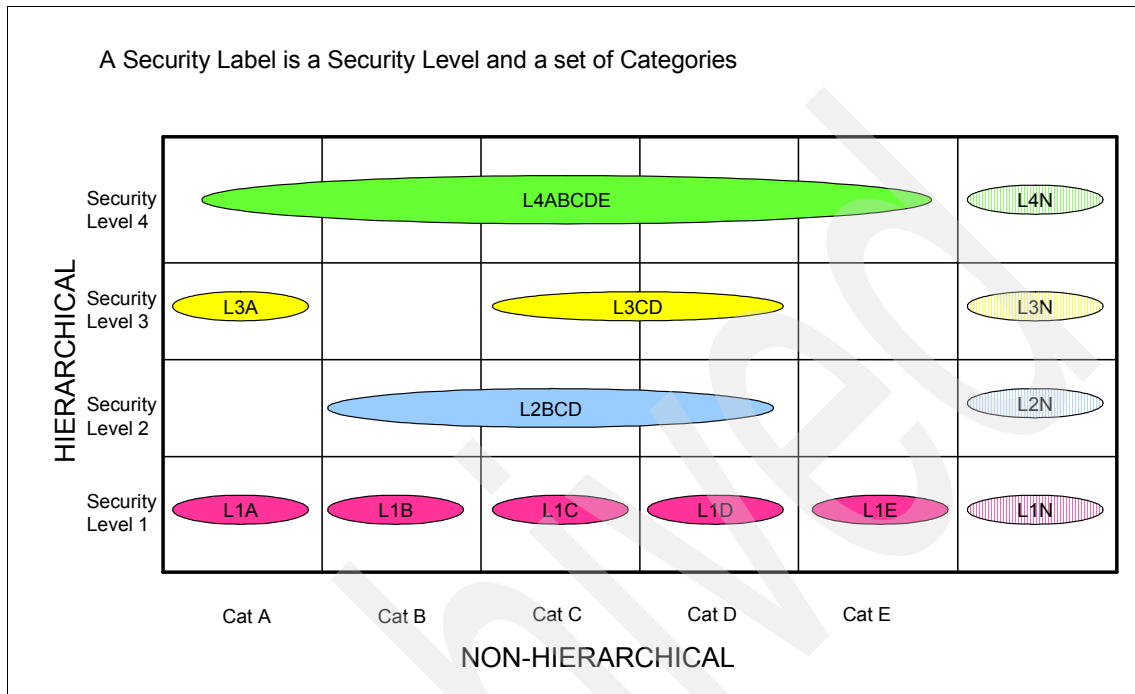 A Security Label is a Security Level and a set of Categories
HIERARCHICAL
Security
Level 4
L4ABCDE
L4N
Security
Level 3
L3A
L3CD
L3N
Security
Level 2
L2BCD
L2N
Security
Level 1
L1A
L1B
L1C
L1D
L1E
L1N
Cat A
Cat B
Cat C
Cat D
Cat E
NON-HIERARCHICAL
hived